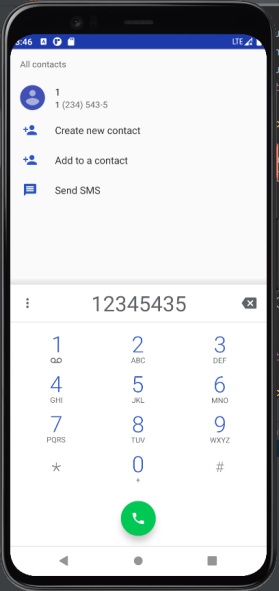 3:46
LTE
All contacts
1
1 (234) 543-5
Create new contact
Add to a contact
Send SMS
12345435
1 2 3
ABC DEF
4 5 6
GHI JKL MNO
7 8 9
PQRS TUV WXYZ
* 0 #
+